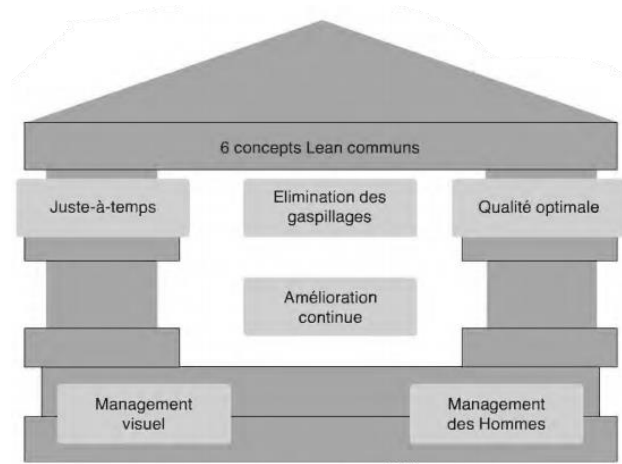 6 concepts Lean communs
Juste-à-temps
Elimination des
gaspillages
Qualité optimale
Amélioration
continue
Management
visuel
Management
des Hommes